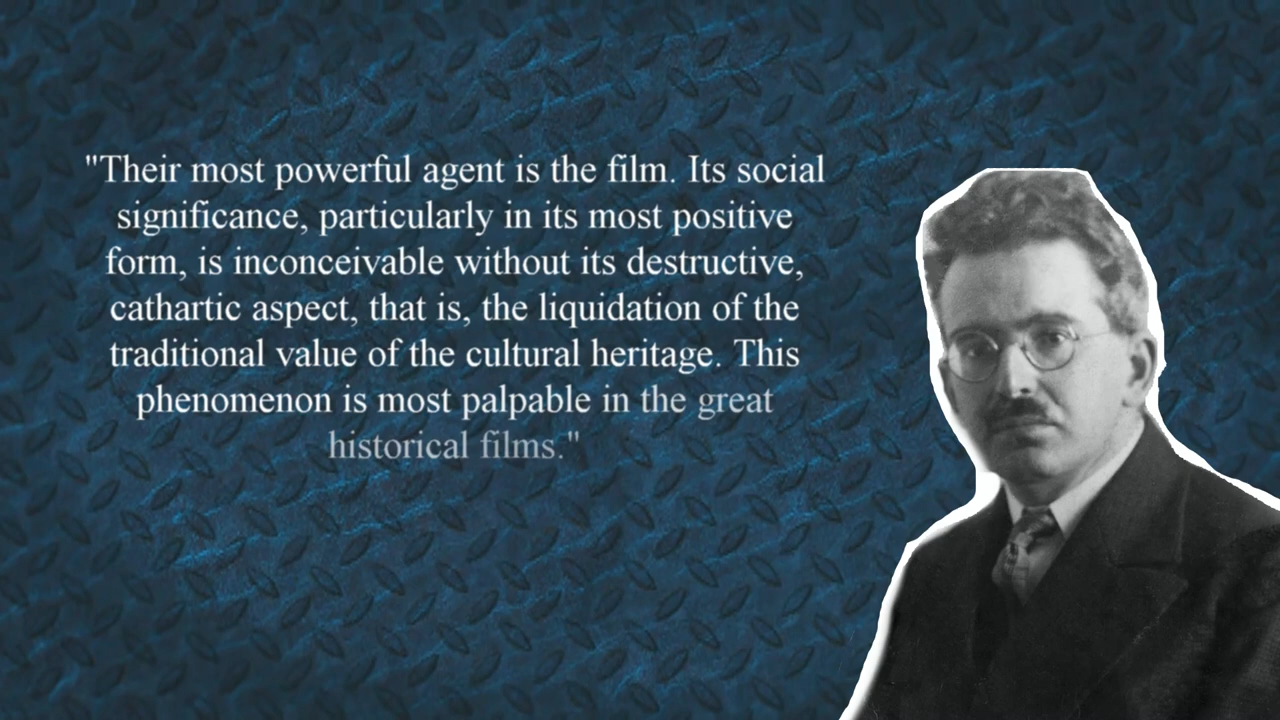 "Their most powerful agent is the film. Its social
significance, particularly in its most positive
form, is inconceivable without its destructive,
cathartic aspect, that is, the liquidation of the
traditional value of the cultural heritage. This
phenomenon is most palpable in the great
historical films."